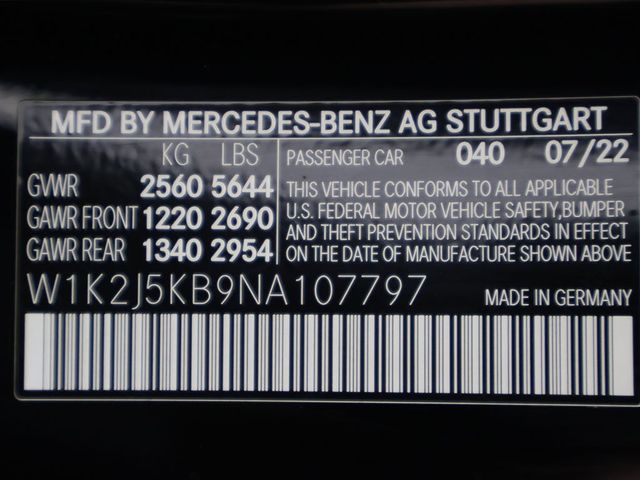 MFD BY MERCEDES-BENZ AG STUTTGART
KG LBS
GVWR 2560 5644
GAWR FRONT 1220 2690
GAWR REAR 1340 2954
PASSENGER CAR 040 07/22
THIS VEHICLE CONFORMS TO ALL APPLICABLE
U.S. FEDERAL MOTOR VEHICLE SAFETY,BUMPER
AND THEFT PREVENTION STANDARDS IN EFFECT
ON THE DATE OF MANUFACTURE SHOWN ABOVE
W1K2J5KB9NA107797 MADE IN GERMANY